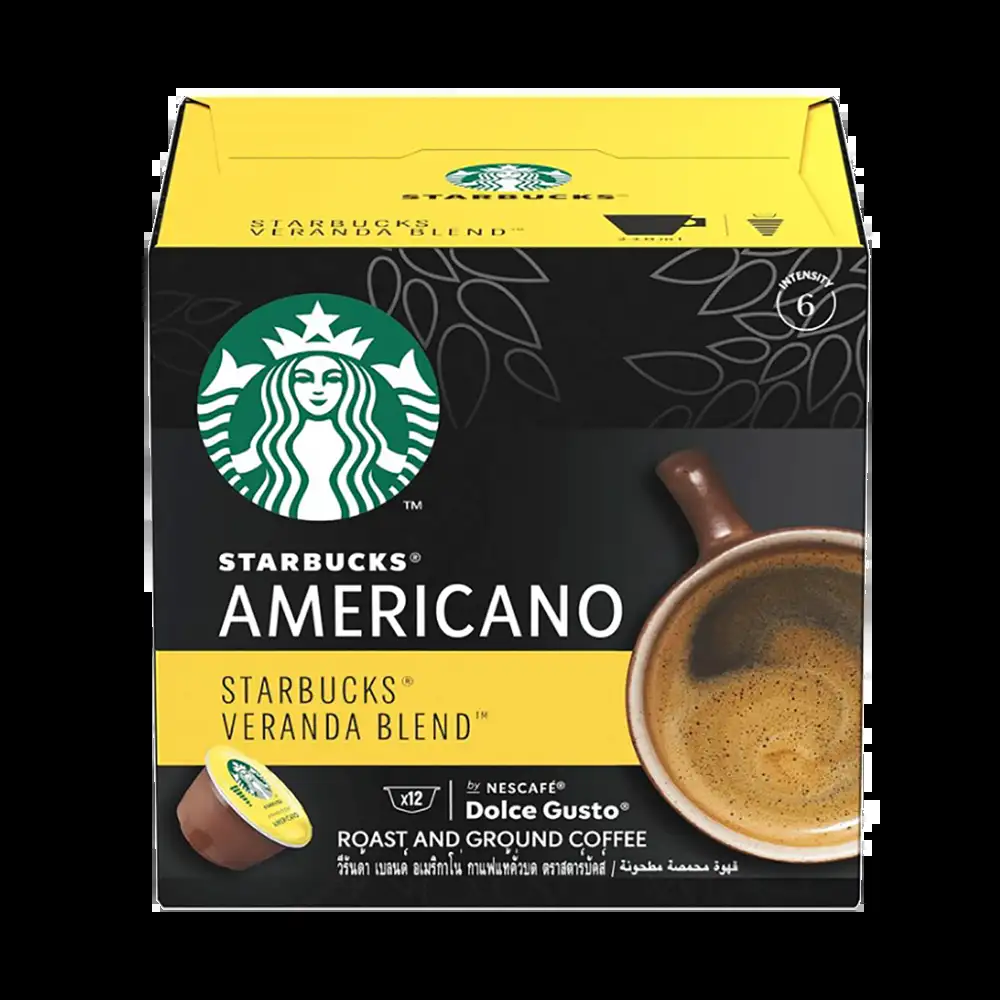 STARBUCKS™
STARBUCKS
VERANDA BLEND™
INTENSITY
6
TM
STARBUCKS®
AMERICANO
STARBUCKS®
VERANDA BLEND™
x12
by NESCAFÉ®
Dolce Gusto®
ROAST AND GROUND COFFEE
วีรันด้า เบลนด์ อเมริกาโน่ กาแฟแท้คั่วบด ตราสตาร์บัคส์ / قهوة محمصة مطحونة
AMERICANO